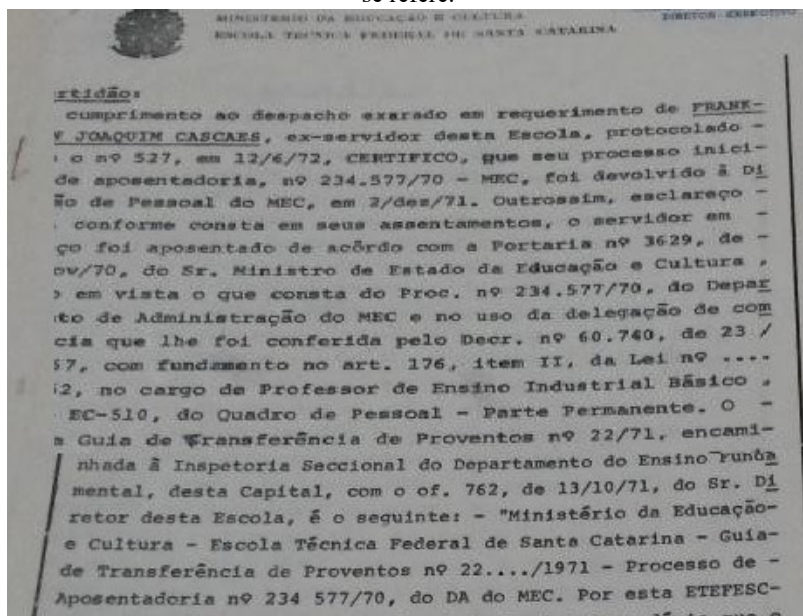 se refere.
MINISTÉRIO DA EDUCAÇÃO E CULTURA
DIRETOR EXECUTIVO
ESCOLA TÉCNICA FEDERAL DE SANTA CATARINA
rtidão:
cumprimento ao despacho exarado em requerimento de FRANK-
JOAQUIM CASCAES, ex-servidor desta Escola, protocolado -
o nº 527, em 12/6/72, CERTIFICO, que seu processo inici-
de aposentadoria, nº 234.577/70 - MEC, foi devolvido à Di
ão de Pessoal do MEC, em 2/dez/71. Outrossim, esclareço -
conforme consta em seus assentamentos, o servidor em -
ço foi aposentado de acôrdo com a Portaria nº 3629, de -
ov/70, do Sr. Ministro de Estado da Educação e Cultura ,
em vista o que consta do Proc. nº 234.577/70, do Depar
to de Administração do MEC e no uso da delegação de com
cia que lhe foi conferida pelo Decr. nº 60.740, de 23 /
57, com fundamento no art. 176, item II, da Lei nº ....
52, no cargo de Professor de Ensino Industrial Básico ,
EC-510, do Quadro de Pessoal - Parte Permanente. O -
a Guia de Transferência de Proventos nº 22/71, encami-
nhada à Inspetoria Seccional do Departamento do Ensino Funda
mental, desta Capital, com o of. 762, de 13/10/71, do Sr. Di
retor desta Escola, é o seguinte: - "Ministério da Educação-
e Cultura - Escola Técnica Federal de Santa Catarina - Guia-
de Transferência de Proventos nº 22..../1971 - Processo de -
Aposentadoria nº 234 577/70, do DA do MEC. Por esta ETEFESC-